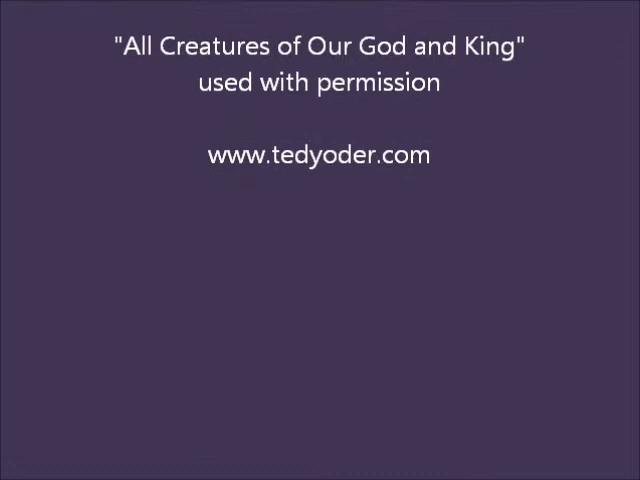 "All Creatures of Our God and King"
used with permission
www.tedyoder.com